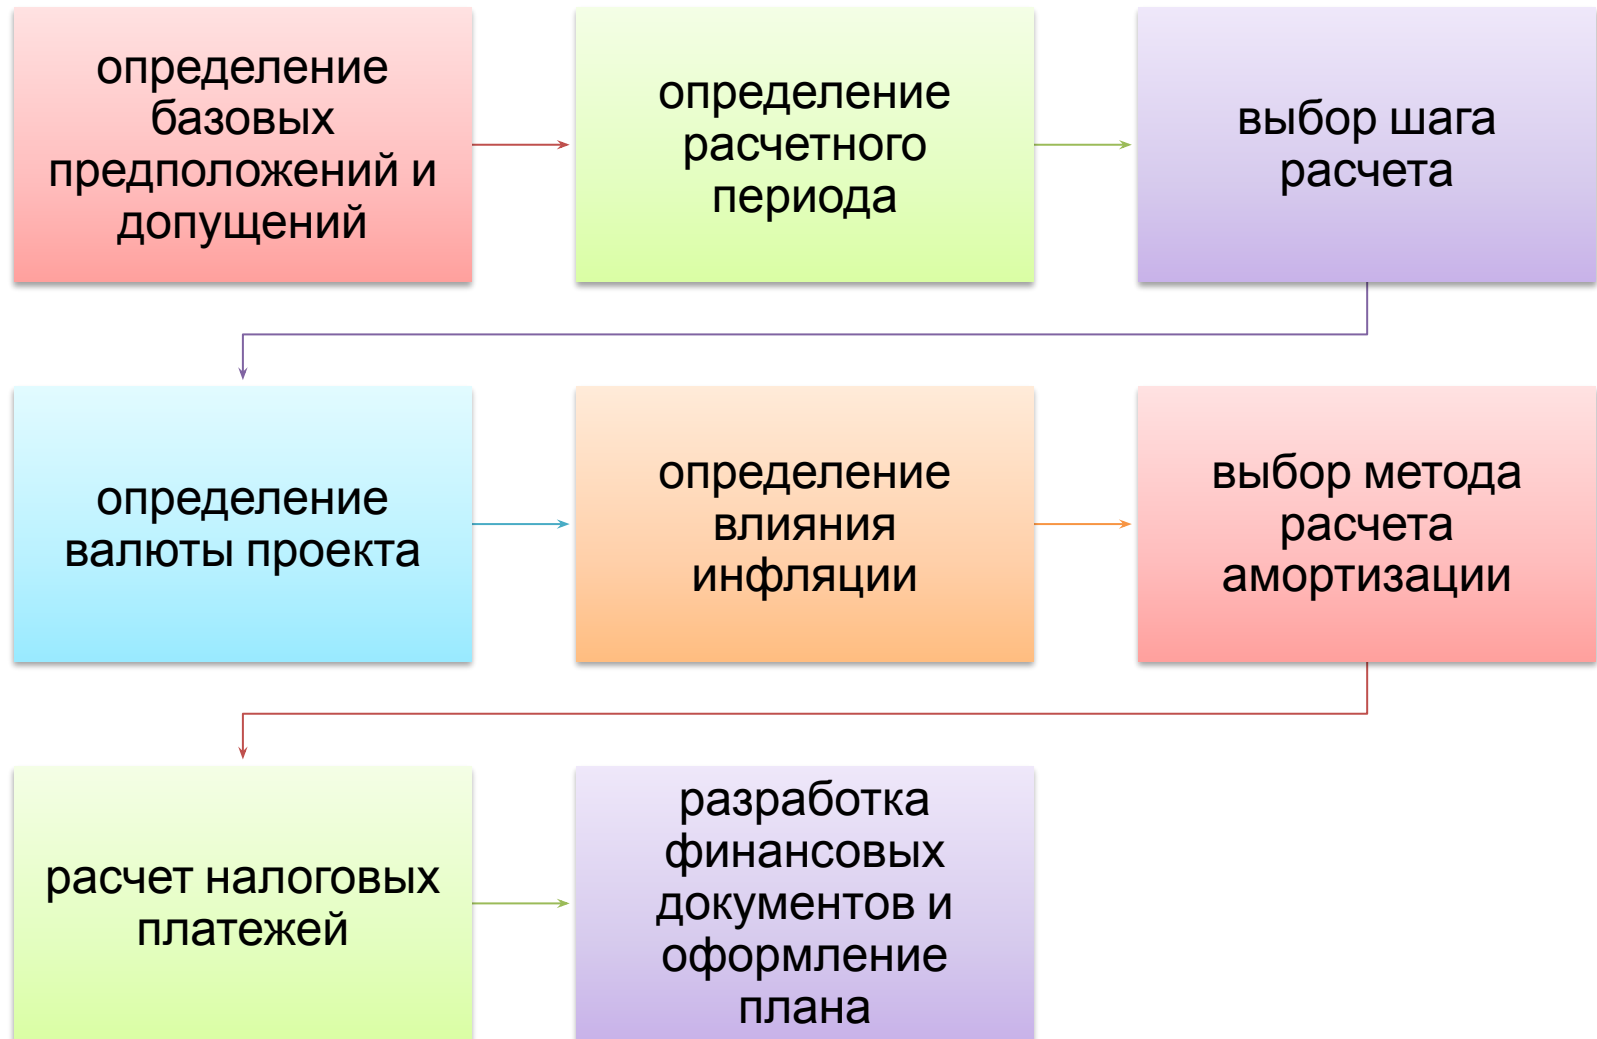 определение
базовых
предположений и
допущений
определение
расчетного
периода
выбор шага
расчета
определение
валюты проекта
определение
влияния
инфляции
выбор метода
расчета
амортизации
расчет налоговых
платежей
разработка
финансовых
документов и
оформление
плана